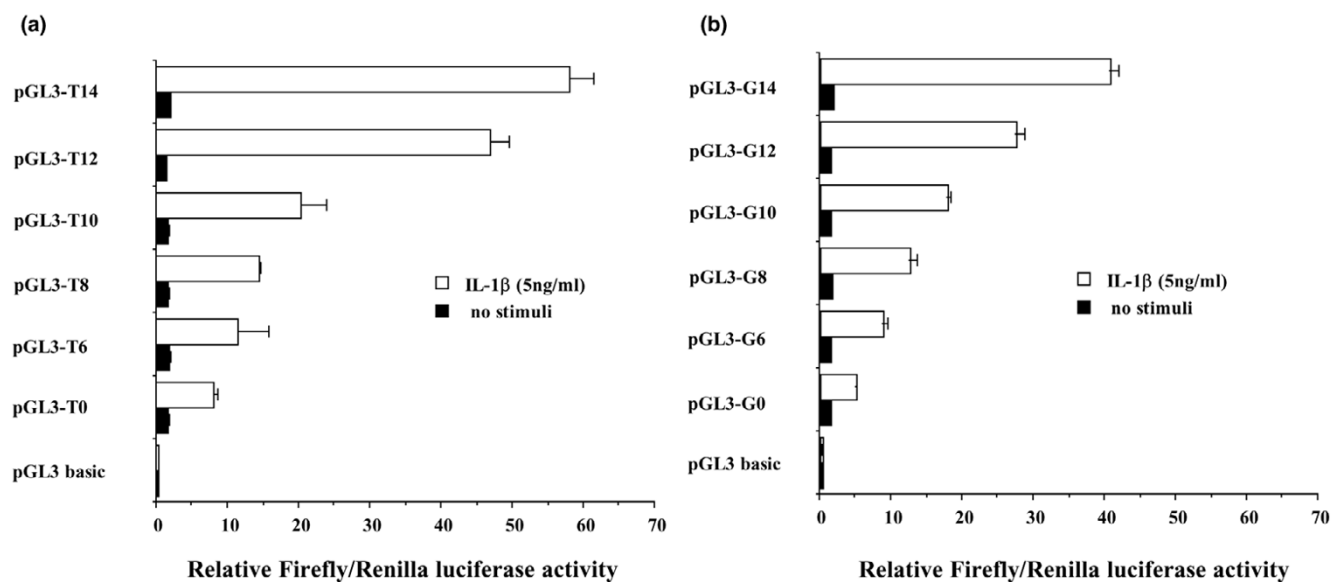 (a)
pGL3-T14
pGL3-T12
pGL3-T10
pGL3-T8
pGL3-T6
pGL3-T0
pGL3 basic
IL-1β (5ng/ml)
no stimuli
0 10 20 30 40 50 60 70
Relative Firefly/Renilla luciferase activity
(b)
pGL3-G14
pGL3-G12
pGL3-G10
pGL3-G8
pGL3-G6
pGL3-G0
pGL3 basic
IL-1β (5ng/ml)
no stimuli
0 10 20 30 40 50 60 70
Relative Firefly/Renilla luciferase activity